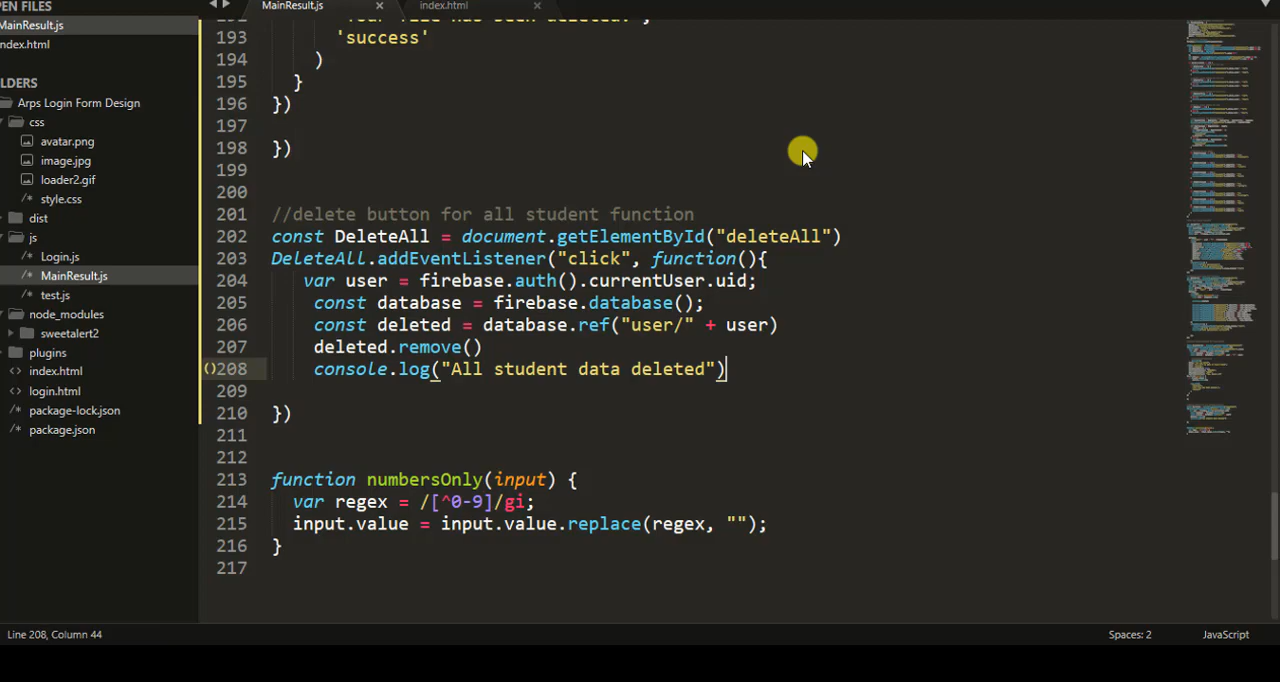 PEN FILES
MainResult.js
index.html
MainResult.js
ndex.html
LDERS
Arps Login Form Design
css
avatar.png
image.jpg
loader2.gif
style.css
dist
js
Login.js
MainResult.js
test.js
node_modules
sweetalert2
plugins
index.html
login.html
package-lock.json
package.json
193 'success'
194 )
195 }
196 })
197
198 })
199
200
201 //delete button for all student function
202 const DeleteAll = document.getElementById("deleteAll")
203 DeleteAll.addEventListener("click", function(){
204 var user = firebase.auth().currentUser.uid;
205 const database = firebase.database();
206 const deleted = database.ref("user/" + user)
207 deleted.remove()
208 console.log("All student data deleted")
209
210 })
211
212
213 function numbersOnly(input) {
214 var regex = /[^0-9]/gi;
215 input.value = input.value.replace(regex, "");
216 }
217
Line 208, Column 44
Spaces: 2
JavaScript